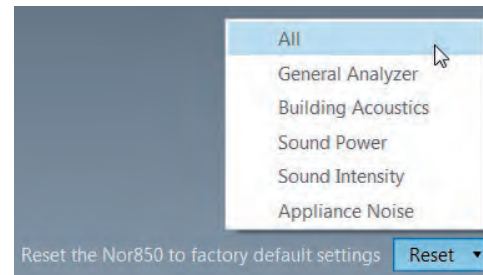 All
General Analyzer
Building Acoustics
Sound Power
Sound Intensity
Appliance Noise
Reset the Nor850 to factory default settings Reset